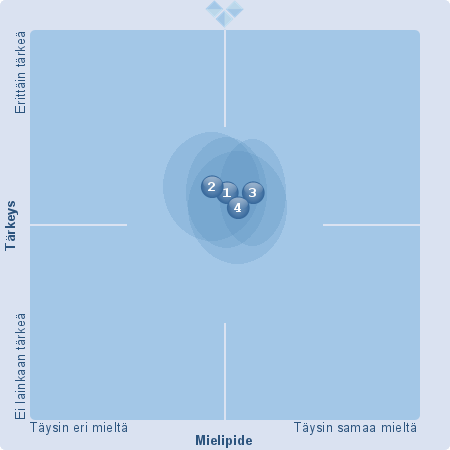 Erittäin tärkeä
Tärkeys
Ei lainkaan tärkeä
2
1
3
4
Täysin eri mieltä
Täysin samaa mieltä
Mielipide